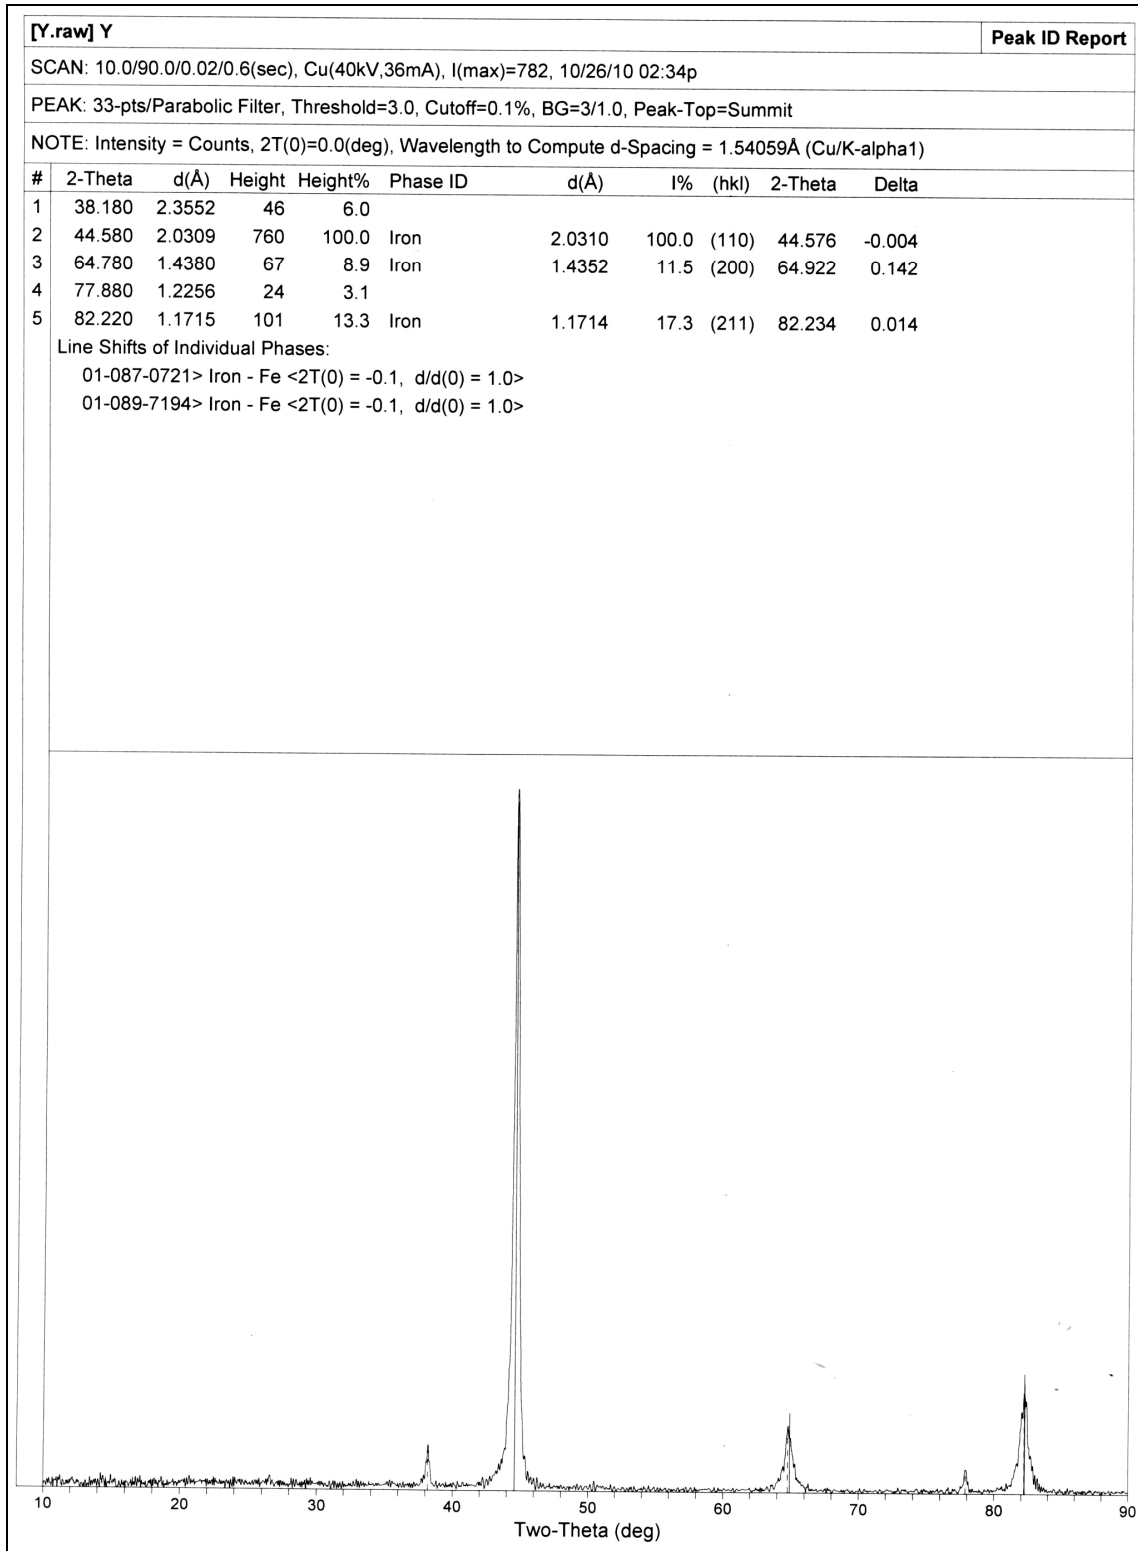 [Y.raw] Y Peak ID Report
SCAN: 10.0/90.0/0.02/0.6(sec), Cu(40kV,36mA), I(max)=782, 10/26/10 02:34p
PEAK: 33-pts/Parabolic Filter, Threshold=3.0, Cutoff=0.1%, BG=3/1.0, Peak-Top=Summit
NOTE: Intensity = Counts, 2T(0)=0.0(deg), Wavelength to Compute d-Spacing = 1.54059Å (Cu/K-alpha1)
# 2-Theta d(Å) Height Height% Phase ID d(Å) I% (hkl) 2-Theta Delta
1 38.180 2.3552 46 6.0
2 44.580 2.0309 760 100.0 Iron 2.0310 100.0 (110) 44.576 -0.004
3 64.780 1.4380 67 8.9 Iron 1.4352 11.5 (200) 64.922 0.142
4 77.880 1.2256 24 3.1
5 82.220 1.1715 101 13.3 Iron 1.1714 17.3 (211) 82.234 0.014
Line Shifts of Individual Phases:
01-087-0721> Iron - Fe <2T(0) = -0.1, d/d(0) = 1.0>
01-089-7194> Iron - Fe <2T(0) = -0.1, d/d(0) = 1.0>
10 20 30 40 50 60 70 80 90
Two-Theta (deg)